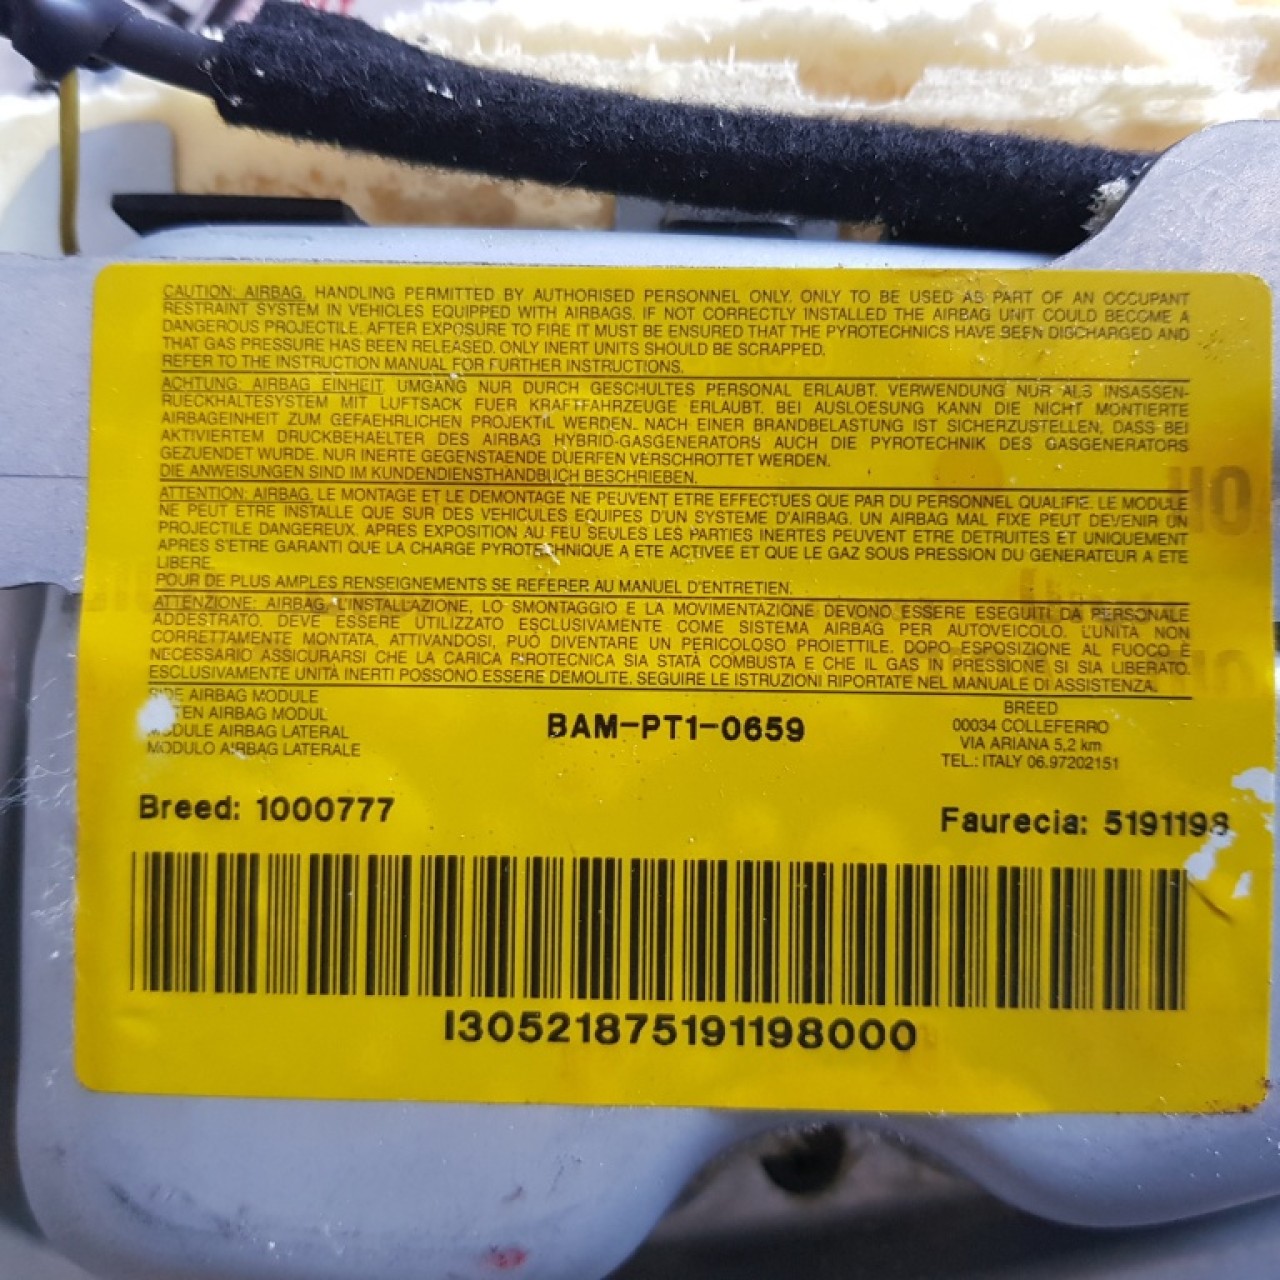 CAUTION: AIRBAG. HANDLING PERMITTED BY AUTHORISED PERSONNEL ONLY. ONLY TO BE USED AS PART OF AN OCCUPANT
RESTRAINT SYSTEM IN VEHICLES EQUIPPED WITH AIRBAGS. IF NOT CORRECTLY INSTALLED THE AIRBAG UNIT COULD BECOME A
DANGEROUS PROJECTILE. AFTER EXPOSURE TO FIRE IT MUST BE ENSURED THAT THE PYROTECHNICS HAVE BEEN DISCHARGED AND
THAT GAS PRESSURE HAS BEEN RELEASED. ONLY INERT UNITS SHOULD BE SCRAPPED.
REFER TO THE INSTRUCTION MANUAL FOR FURTHER INSTRUCTIONS.
ACHTUNG: AIRBAG EINHEIT. UMGANG NUR DURCH GESCHULTES PERSONAL ERLAUBT. VERWENDUNG NUR ALS INSASSEN-
RUECKHALTESYSTEM MIT LUFTSACK FUER KRAFTFAHRZEUGE ERLAUBT. BEI AUSLOESUNG KANN DIE NICHT MONTIERTE
AIRBAGEINHEIT ZUM GEFAEHRLICHEN PROJEKTIL WERDEN. NACH EINER BRANDBELASTUNG IST SICHERZUSTELLEN, DASS BEI
AKTIVIERTEM DRUCKBEHAELTER DES AIRBAG HYBRID-GASGENERATORS AUCH DIE PYROTECHNIK DES GASGENERATORS
GEZUENDET WURDE. NUR INERTE GEGENSTAENDE DUERFEN VERSCHROTTET WERDEN.
DIE ANWEISUNGEN SIND IM KUNDENDIENSTHANDBUCH BESCHRIEBEN.
ATTENTION: AIRBAG. LE MONTAGE ET LE DEMONTAGE NE PEUVENT ETRE EFFECTUES QUE PAR DU PERSONNEL QUALIFIE. LE MODULE
NE PEUT ETRE INSTALLE QUE SUR DES VEHICULES EQUIPES D'UN SYSTEME D'AIRBAG. UN AIRBAG MAL FIXE PEUT DEVENIR UN
PROJECTILE DANGEREUX. APRES EXPOSITION AU FEU SEULES LES PARTIES INERTES PEUVENT ETRE DETRUITES ET UNIQUEMENT
APRES S'ETRE GARANTI QUE LA CHARGE PYROTECHNIQUE A ETE ACTIVEE ET QUE LE GAZ SOUS PRESSION DU GENERATEUR A ETE
LIBERE.
POUR DE PLUS AMPLES RENSEIGNEMENTS SE REFERER AU MANUEL D'ENTRETIEN.
ATTENZIONE: AIRBAG. L'INSTALLAZIONE, LO SMONTAGGIO E LA MOVIMENTAZIONE DEVONO ESSERE ESEGUITI DA PERSONALE
ADDESTRATO. DEVE ESSERE UTILIZZATO ESCLUSIVAMENTE COME SISTEMA AIRBAG PER AUTOVEICOLO. L'UNITA NON
CORRETTAMENTE MONTATA, ATTIVANDOSI, PUÒ DIVENTARE UN PERICOLOSO PROIETTILE. DOPO ESPOSIZIONE AL FUOCO È
NECESSARIO ASSICURARSI CHE LA CARICA PIROTECNICA SIA STATA COMBUSTA E CHE IL GAS IN PRESSIONE SI SIA LIBERATO.
ESCLUSIVAMENTE UNITA INERTI POSSONO ESSERE DEMOLITE. SEGUIRE LE ISTRUZIONI RIPORTATE NEL MANUALE DI ASSISTENZA.
SIDE AIRBAG MODULE
AIRBAG MODUL
MODULE AIRBAG LATERAL
MODULO AIRBAG LATERALE
BAM-PT1-0659
BREED
00034 COLLEFERRO
VIA ARIANA 5,2 km
TEL.: ITALY 06.97202151
Breed: 1000777
Faurecia: 5191198
I30521875191198000